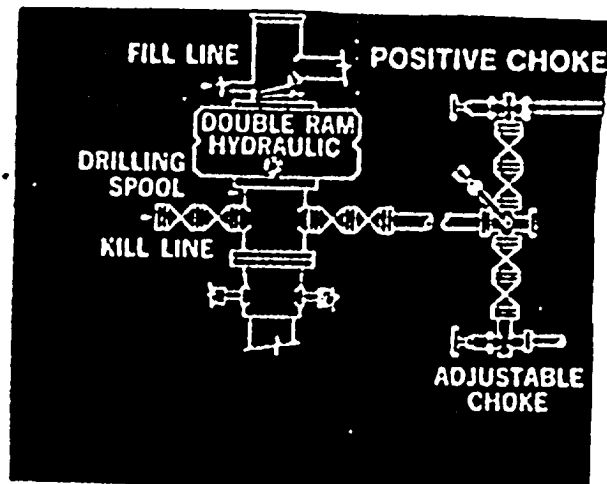 FILL LINE
POSITIVE CHOKE
DOUBLE RAM
HYDRAULIC
DRILLING
SPOOL
KILL LINE
ADJUSTABLE
CHOKE